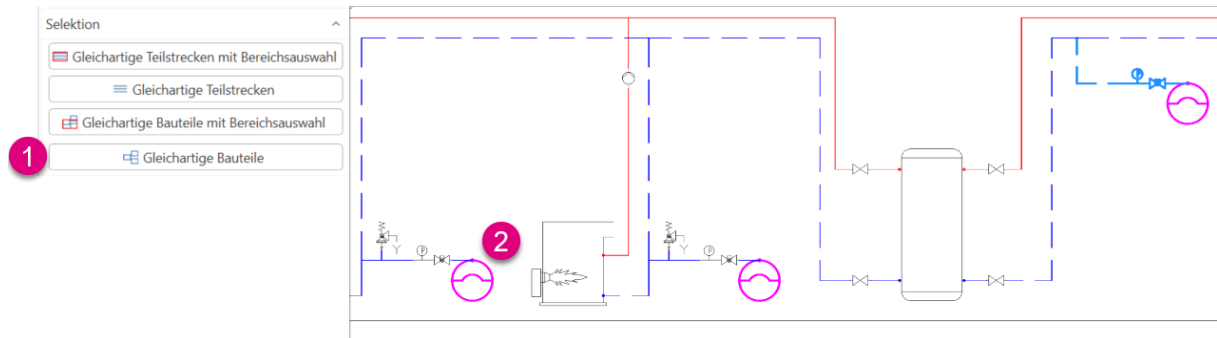 Selektion
Gleichartige Teilstrecken mit Bereichsauswahl
Gleichartige Teilstrecken
Gleichartige Bauteile mit Bereichsauswahl
1
Gleichartige Bauteile
P
2
P
P